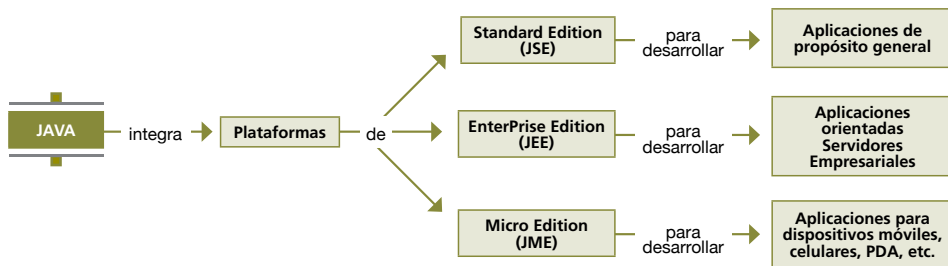 JAVA
integra
Plataformas
de
Standard Edition
(JSE)
para
desarrollar
Aplicaciones de
propósito general
EnterPrise Edition
(JEE)
para
desarrollar
Aplicaciones
orientadas
Servidores
Empresariales
Micro Edition
(JME)
para
desarrollar
Aplicaciones para
dispositivos móviles,
celulares, PDA, etc.